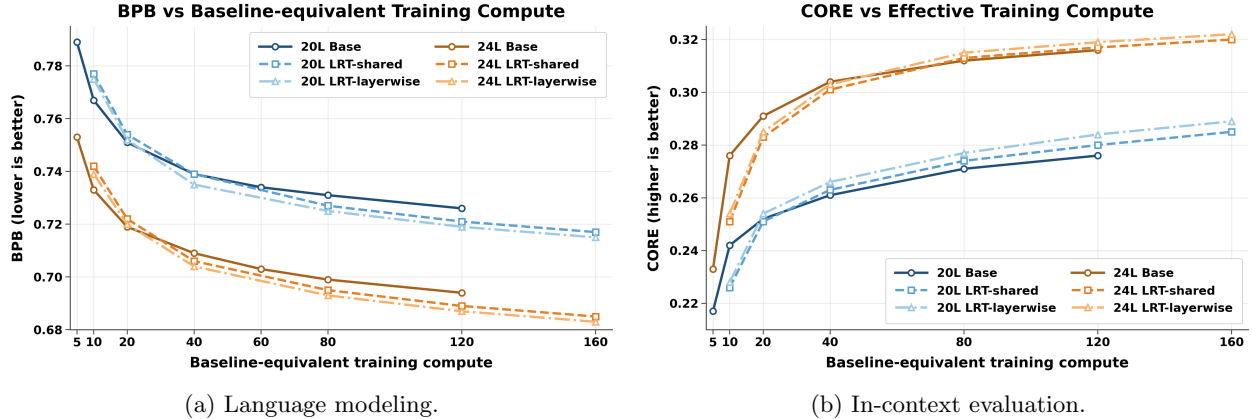 BPB vs Baseline-equivalent Training Compute
BPB (lower is better)
0.78
0.76
0.74
0.72
0.70
0.68
20L Base
20L LRT-shared
20L LRT-layerwise
24L Base
24L LRT-shared
24L LRT-layerwise
5 10 20 40 80 120 160
Baseline-equivalent training compute
(a) Language modeling.
CORE vs Effective Training Compute
CORE (higher is better)
0.32
0.30
0.28
0.26
0.24
0.22
20L Base
20L LRT-shared
20L LRT-layerwise
24L Base
24L LRT-shared
24L LRT-layerwise
5 10 20 40 80 120 160
Baseline-equivalent training compute
(b) In-context evaluation.